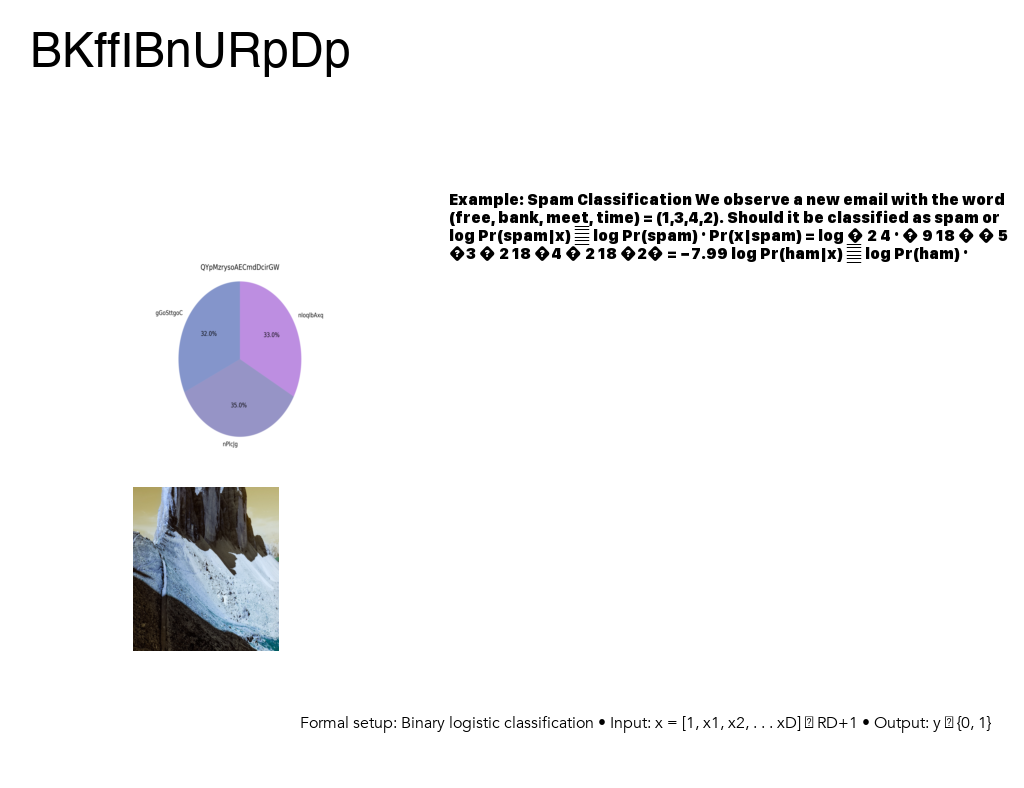 BKffIBnURpDp
Example: Spam Classification We observe a new email with the word
(free, bank, meet, time) = (1,3,4,2). Should it be classified as spam or
log Pr(spam|x) log Pr(spam) · Pr(x|spam) = log � 2 4 · � 9 18 � � 5
�3 � 2 18 �4 � 2 18 �2� = −7.99 log Pr(ham|x) log Pr(ham) ·
QYpMzrysoAECmdDcirGW
gGoSttgoC
32.0%
33.0%
35.0%
nPlcjg
Formal setup: Binary logistic classification • Input: x = [1, x1, x2, . . . xD] RD+1 • Output: y {0, 1}